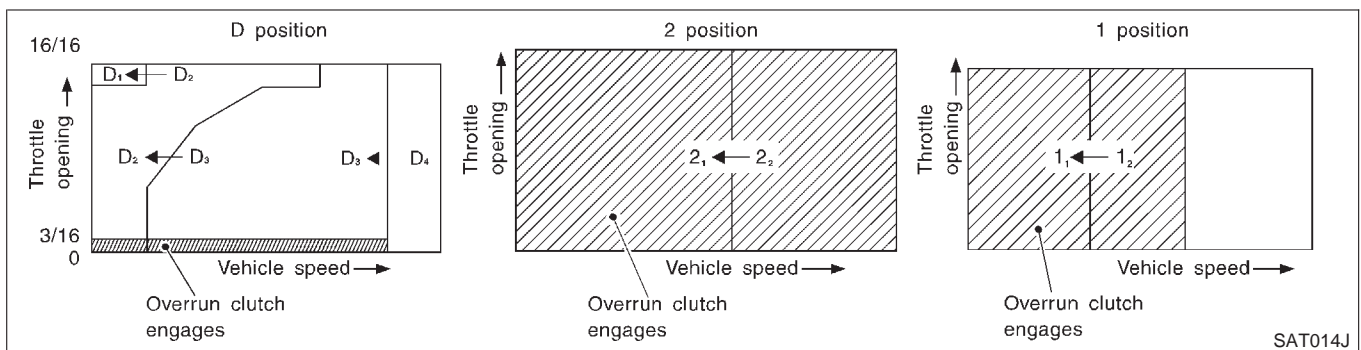 D position
16/16
Throttle opening
D₁ D₂
D₂ D₃
D₃ D₄
3/16
0
Vehicle speed
Overrun clutch
engages
2 position
Throttle opening
2₁ 2₂
Vehicle speed
Overrun clutch
engages
1 position
Throttle opening
1₁ 1₂
Vehicle speed
Overrun clutch
engages
SAT014J